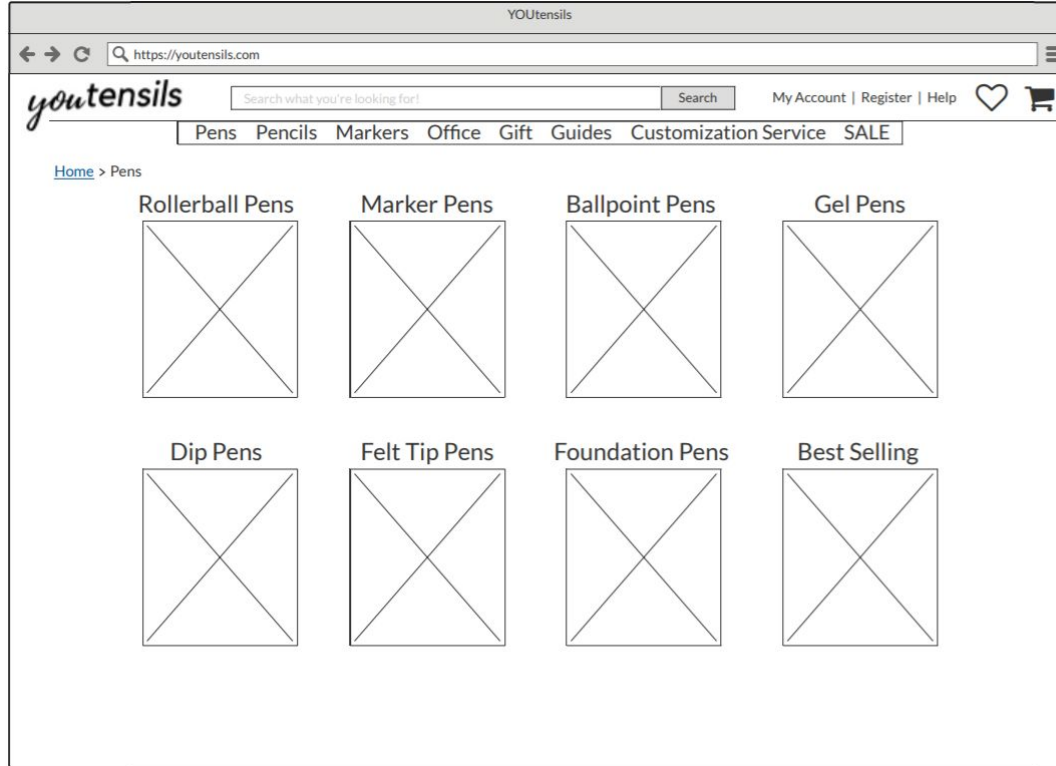 YOUtensils
https://youtensils.com
youtensils
Search what you're looking for!
Search
My Account | Register | Help
Pens Pencils Markers Office Gift Guides Customization Service SALE
Home > Pens
Rollerball Pens Marker Pens Ballpoint Pens Gel Pens
Dip Pens Felt Tip Pens Foundation Pens Best Selling